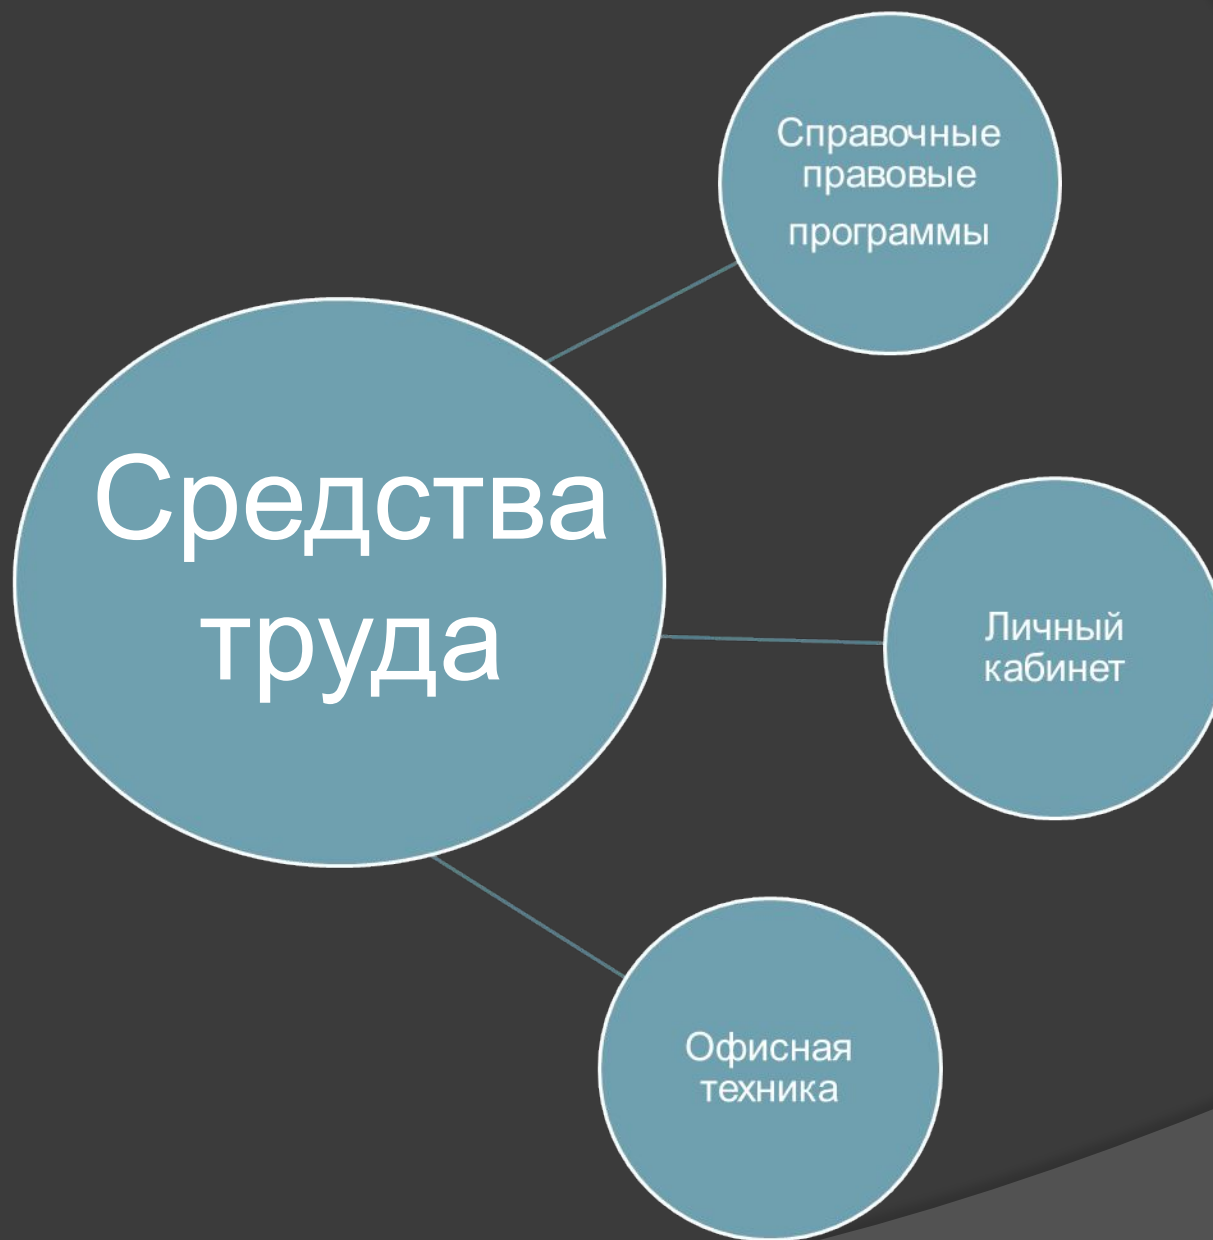 Справочные
правовые
программы
Средства
труда
Личный
кабинет
Офисная
техника